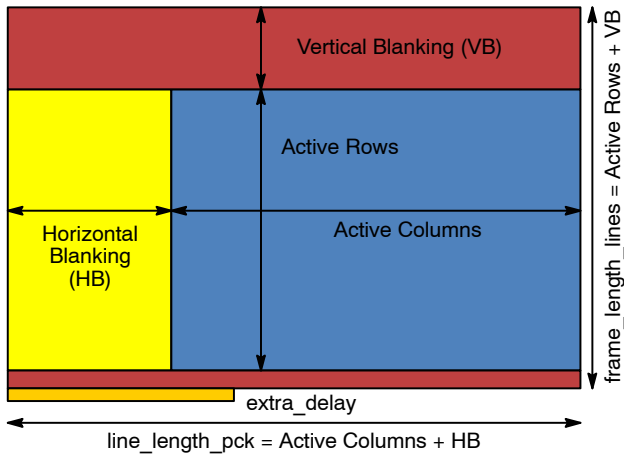 Vertical Blanking (VB)
Active Rows
Active Columns
Horizontal
Blanking
(HB)
frame_length_lines = Active Rows + VB
extra_delay
line_length_pck = Active Columns + HB